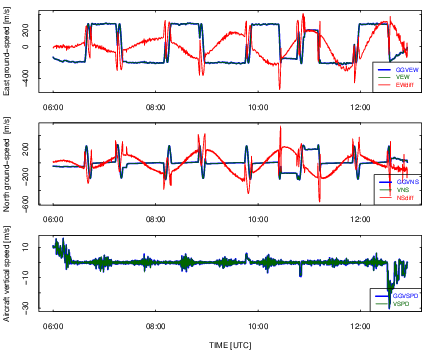 East ground-speed [m/s]
200
0
-400
06:00 08:00 10:00 12:00
GGVEW
VEW
EWdiff
North ground-speed [m/s]
200
-200
-600
06:00 08:00 10:00 12:00
GGVNS
VNS
NSdiff
Aircraft vertical speed [m/s]
10
-10
-30
06:00 08:00 10:00 12:00
GGVSPD
VSPD
TIME [UTC]